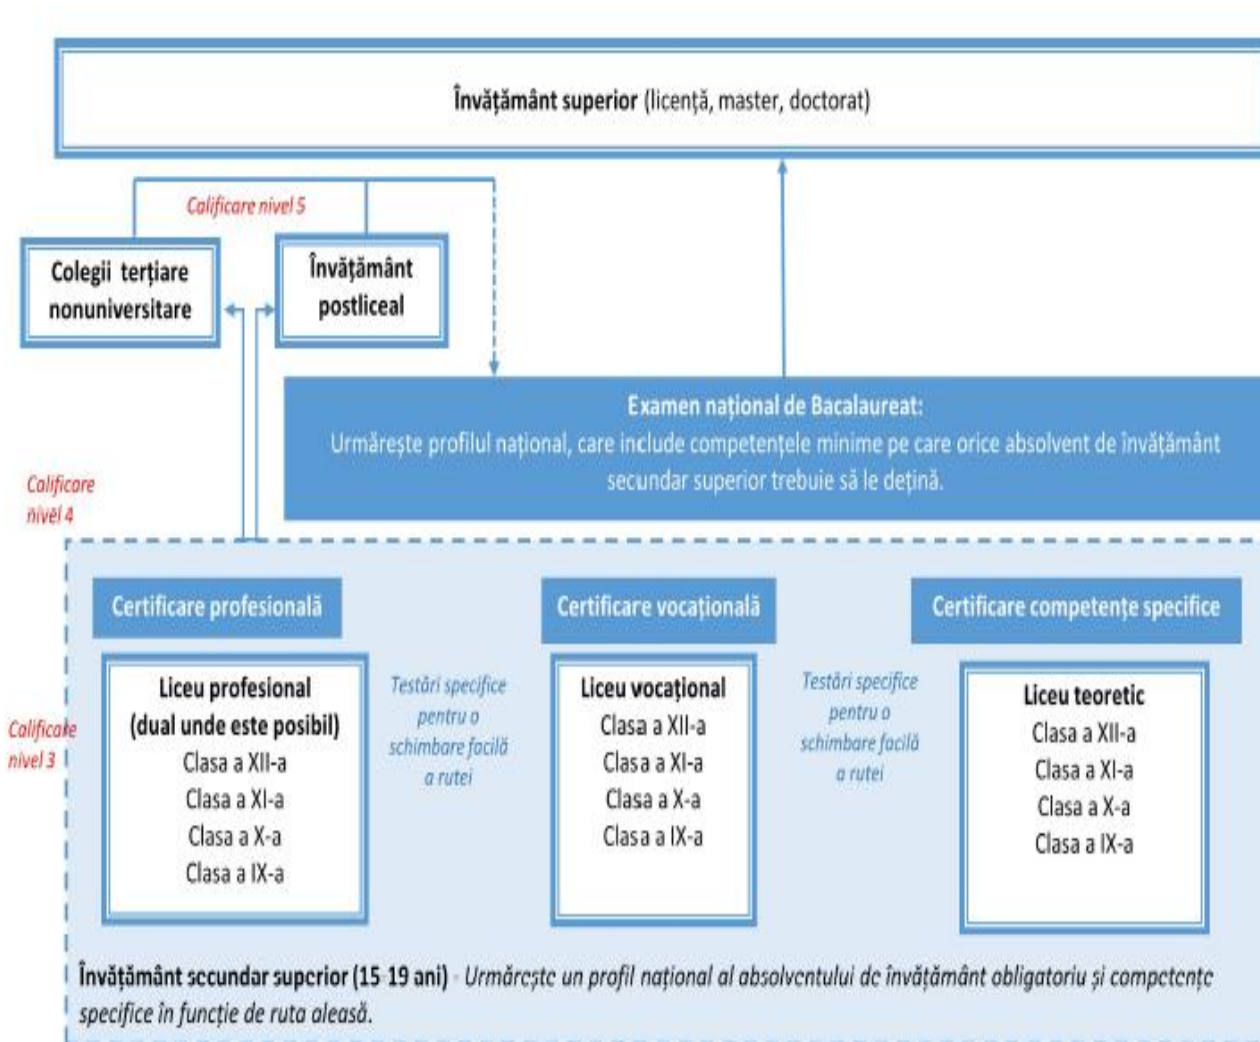 Învățământ superior (licență, master, doctorat)
Calificare nivel 5
Colegii terțiare
nonuniversitare
Învățământ
postliceal
Examen național de Bacalaureat:
Urmărește profilul național, care include competențele minime pe care orice absolvent de învățământ
secundar superior trebuie să le dețină.
Calificare
nivel 4
Certificare profesională
Certificare vocațională
Certificare competențe specifice
Calificare
nivel 3
Liceu profesional
(dual unde este posibil)
Clasa a XII-a
Clasa a XI-a
Clasa a X-a
Clasa a IX-a
Testări specifice
pentru o
schimbare facilă
a rutei
Liceu vocațional
Clasa a XII-a
Clasa a XI-a
Clasa a X-a
Clasa a IX-a
Testări specifice
pentru o
schimbare facilă
a rutei
Liceu teoretic
Clasa a XII-a
Clasa a XI-a
Clasa a X-a
Clasa a IX-a
Învățământ secundar superior (15-19 ani) - Urmărește un profil național al absolventului de învățământ obligatoriu și competențe
specifice în funcție de ruta aleasă.